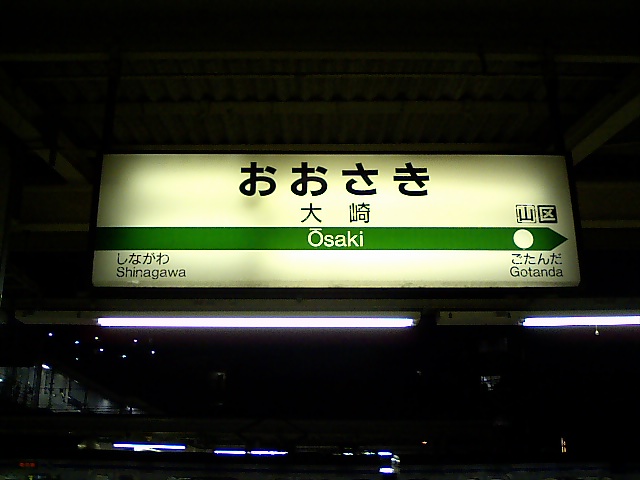 おおさき
大崎
山区
Ōsaki
しながわ
Shinagawa
ごたんだ
Gotanda